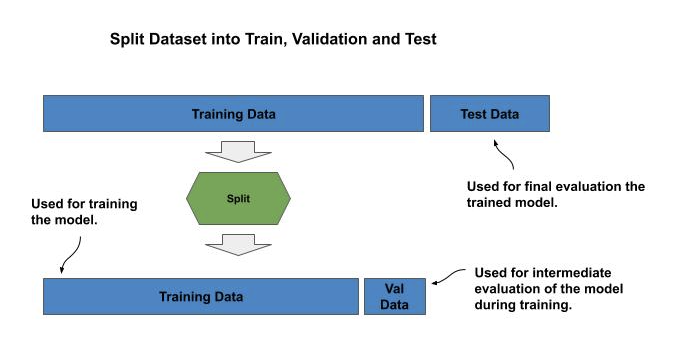 Split Dataset into Train, Validation and Test
Training Data
Test Data
Used for final evaluation the
trained model.
Split
Used for training
the model.
Training Data
Val
Data
Used for intermediate
evaluation of the model
during training.